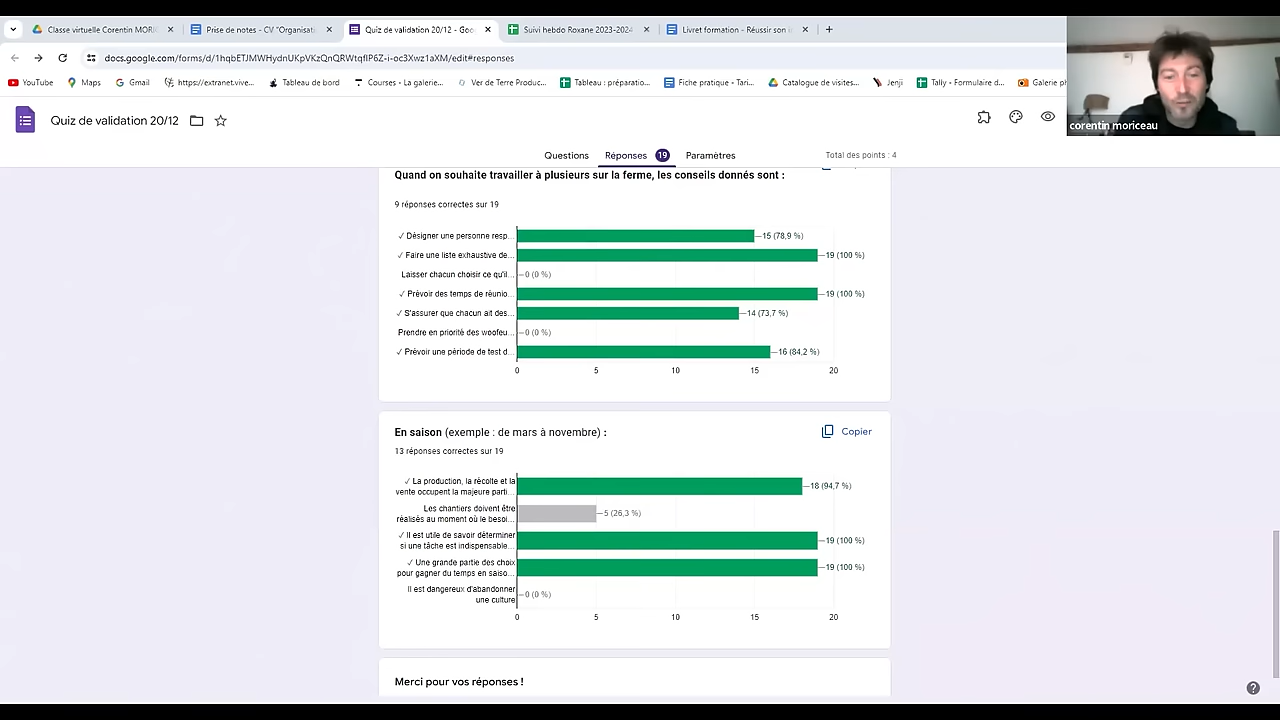 Classe virtuelle Corentin MORI
Prise de notes - CV "Organisati
Quiz de validation 20/12 - Goo
Suivi hebdo Roxane 2023-2024
Livret formation - Réussir son i
docs.google.com/forms/d/1hqbETJMWHydnUKpVKzQnQRWtqfIP6Z-i-oc3Xwz1aXM/edit#responses
YouTube
Maps
Gmail
https://extranet.vive...
Tableau de bord
Courses – La galerie...
Ver de Terre Produc...
Tableau : préparatio...
Fiche pratique - Tari...
Catalogue de visites...
Jenji
Tally - Formulaire d...
Galerie ph
corentin moriceau
Quiz de validation 20/12
Questions
Réponses 19
Paramètres
Total des points : 4
Quand on souhaite travailler à plusieurs sur la ferme, les conseils donnés sont :
9 réponses correctes sur 19
✓ Désigner une personne resp... 15 (78,9 %)
✓ Faire une liste exhaustive de... 19 (100 %)
Laisser chacun choisir ce qu'il... 0 (0 %)
✓ Prévoir des temps de réunio... 19 (100 %)
✓ S'assurer que chacun ait des... 14 (73,7 %)
Prendre en priorité des woofeu... 0 (0 %)
✓ Prévoir une période de test d... 16 (84,2 %)
0 5 10 15 20
En saison (exemple : de mars à novembre) :
Copier
13 réponses correctes sur 19
✓ La production, la récolte et la
vente occupent la majeure parti... 18 (94,7 %)
Les chantiers doivent être
réalisés au moment où le besoi... 5 (26,3 %)
✓ Il est utile de savoir déterminer
si une tâche est indispensable... 19 (100 %)
✓ Une grande partie des choix
pour gagner du temps en saiso... 19 (100 %)
Il est dangereux d'abandonner
une culture 0 (0 %)
0 5 10 15 20
Merci pour vos réponses !